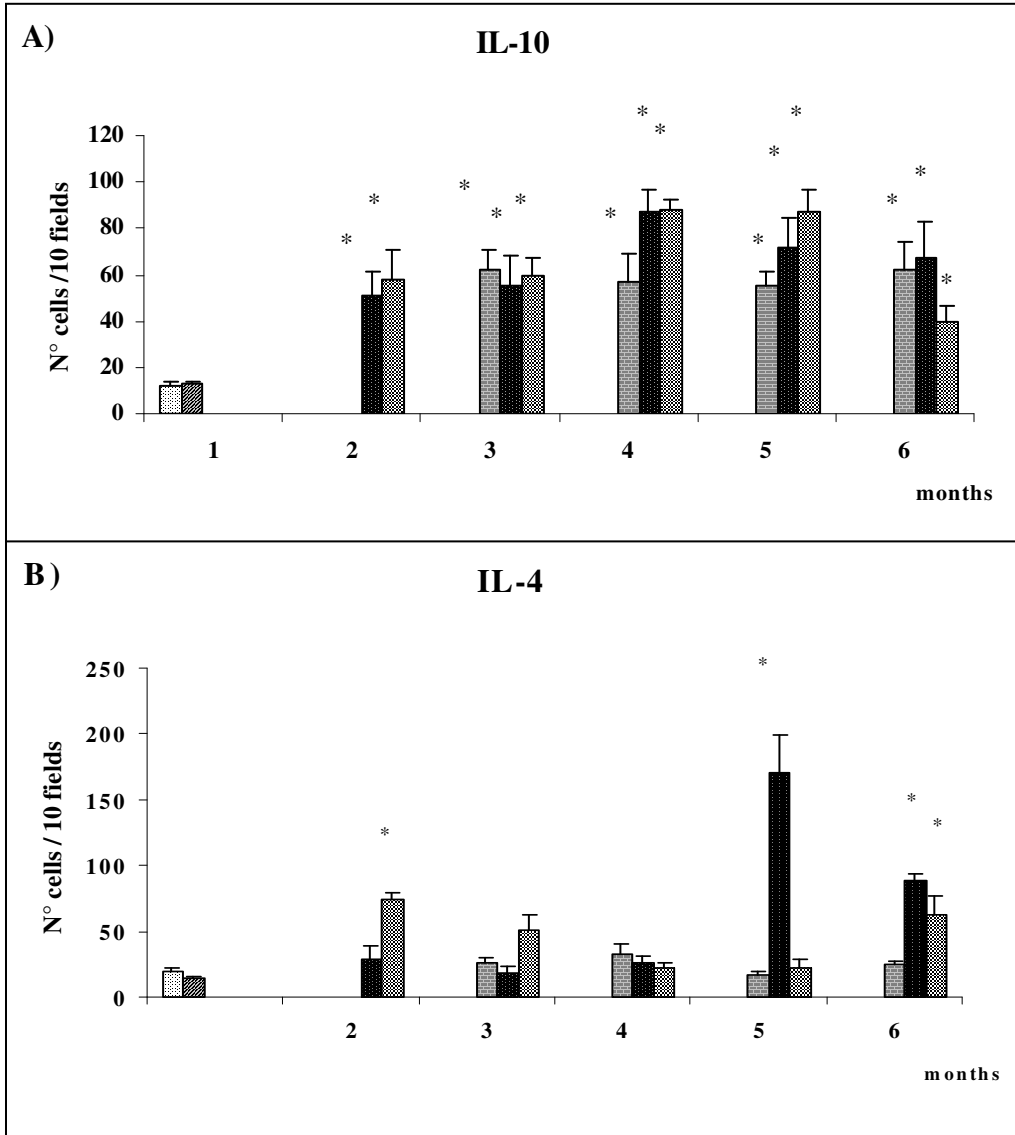 A)
IL-10
N° cells /10 fields
120
100
80
60
40
20
0
* * * * * * * * * * * * * *
1 2 3 4 5 6
months
B )
IL-4
N° cells / 10 fields
250
200
150
100
50
0
* * * *
2 3 4 5 6
months